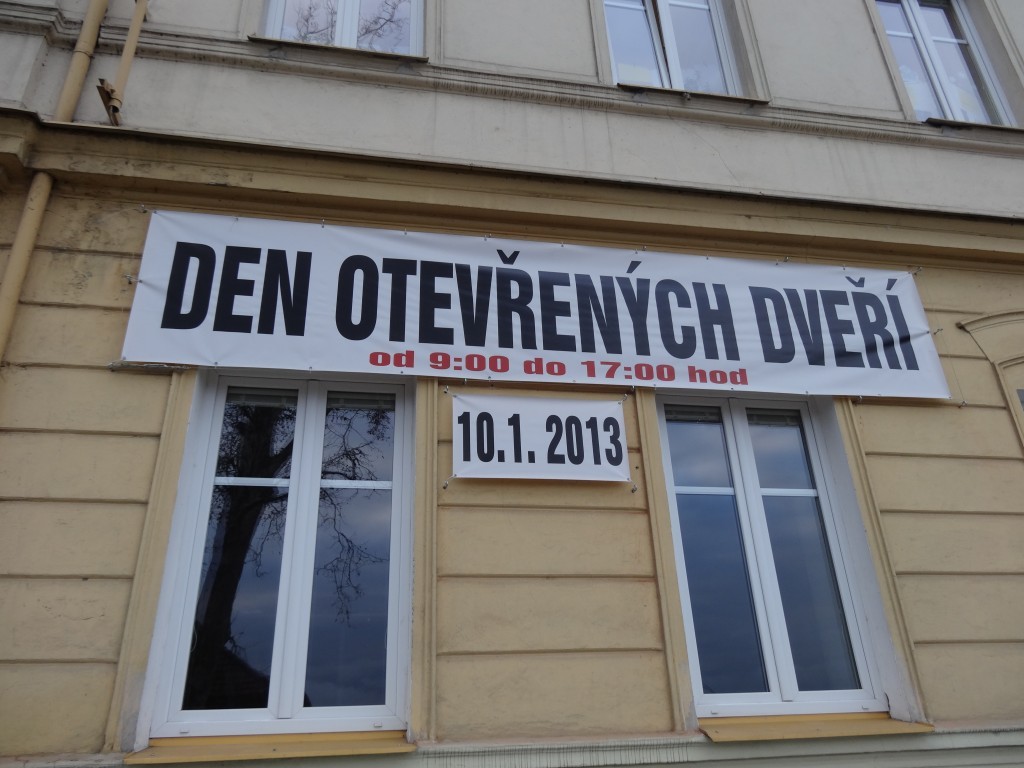 DEN OTEVŘENÝCH DVEŘÍ
od 9:00 do 17:00 hod
10.1. 2013